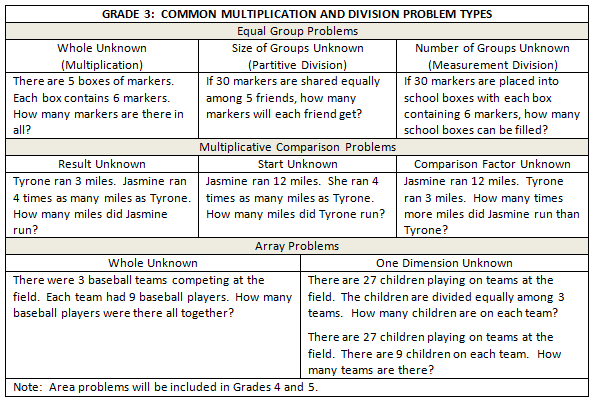 GRADE 3:  COMMON MULTIPLICATION AND DIVISION PROBLEM TYPES
Equal Group Problems
Whole Unknown
(Multiplication)
Size of Groups Unknown
(Partitive Division)
Number of Groups Unknown
(Measurement Division)
There are 5 boxes of markers.
Each box contains 6 markers.
How many markers are there in
all?
If 30 markers are shared equally
among 5 friends, how many
markers will each friend get?
If 30 markers are placed into
school boxes with each box
containing 6 markers, how many
school boxes can be filled?
Multiplicative Comparison Problems
Result Unknown
Start Unknown
Comparison Factor Unknown
Tyrone ran 3 miles.  Jasmine ran
4 times as many miles as Tyrone.
How many miles did Jasmine
run?
Jasmine ran 12 miles.  She ran 4
times as many miles as Tyrone.
How many miles did Tyrone run?
Jasmine ran 12 miles.  Tyrone
ran 3 miles.  How many times
more miles did Jasmine run than
Tyrone?
Array Problems
Whole Unknown
One Dimension Unknown
There were 3 baseball teams competing at the
field.  Each team had 9 baseball players.  How many
baseball players were there all together?
There are 27 children playing on teams at the
field.  The children are divided equally among 3
teams.  How many children are on each team?
There are 27 children playing on teams at the
field.  There are 9 children on each team.  How
many teams are there?
Note:  Area problems will be included in Grades 4 and 5.